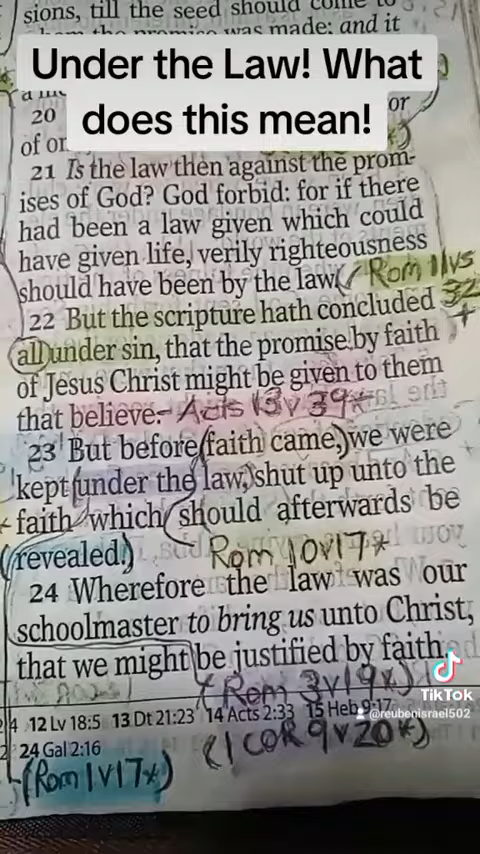 sions, till the seed should come to
was made; and it
Under the Law! What
does this mean!
20
or
21 Is the law then against the prom-
ises of God? God forbid: for if there
had been a law given which could
have given life, verily righteousness
should have been by the law. Rom 11vs
32
22 But the scripture hath concluded
all under sin, that the promise by faith
of Jesus Christ might be given to them
that believe. Acts 13v39*
23 But before (faith came,) we were
kept (under the law,) shut up unto the
faith which should afterwards be
revealed.) Rom 10v17*
24 Wherefore the law was our
schoolmaster to bring us unto Christ,
that we might be justified by faith.
(Rom 3v19*)
12 Lv 18:5 13 Dt 21:23 14 Acts 2:33 15 Heb 9:17
24 Gal 2:16
(1 COR 9v20*)
(Rom 1v17*)
TikTok
@reubenisrael502